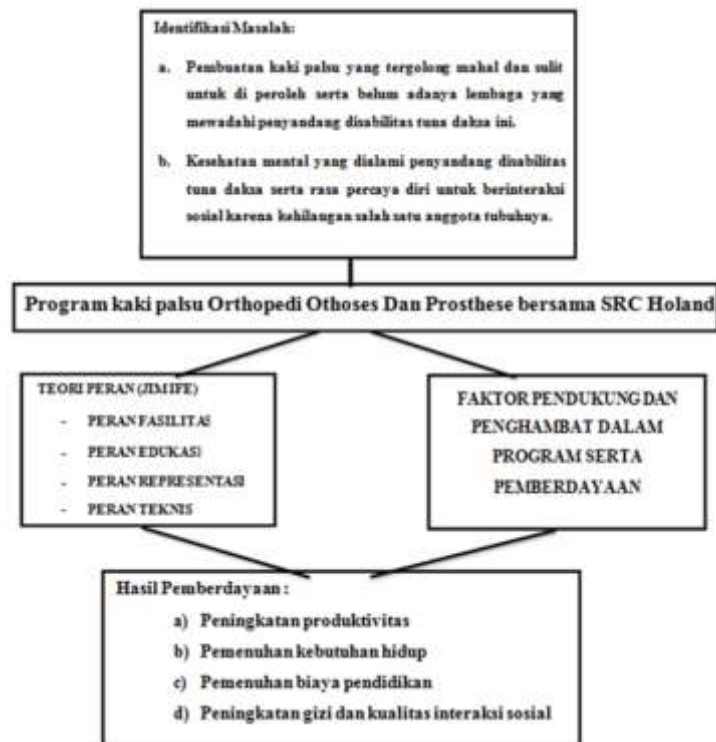 Identifikasi Masalah:
a. Pembuatan kaki palsu yang tergolong mahal dan sulit
untuk di peroleh serta belum adanya lembaga yang
mewadahi penyandang disabilitas tuna daksa ini.
b. Kesehatan mental yang dialami penyandang disabilitas
tuna daksa serta rasa percaya diri untuk berinteraksi
sosial karena kehilangan salah satu anggota tubuhnya.
Program kaki palsu Orthopedi Othoses Dan Prosthese bersama SRC Holand
TEORI PERAN (JIM IFE)
- PERAN FASILITAS
- PERAN EDUKASI
- PERAN REPRESENTASI
- PERAN TEKNIS
FAKTOR PENDUKUNG DAN
PENGHAMBAT DALAM
PROGRAM SERTA
PEMBERDAYAAN
Hasil Pemberdayaan :
a) Peningkatan produktivitas
b) Pemenuhan kebutuhan hidup
c) Pemenuhan biaya pendidikan
d) Peningkatan gizi dan kualitas interaksi sosial